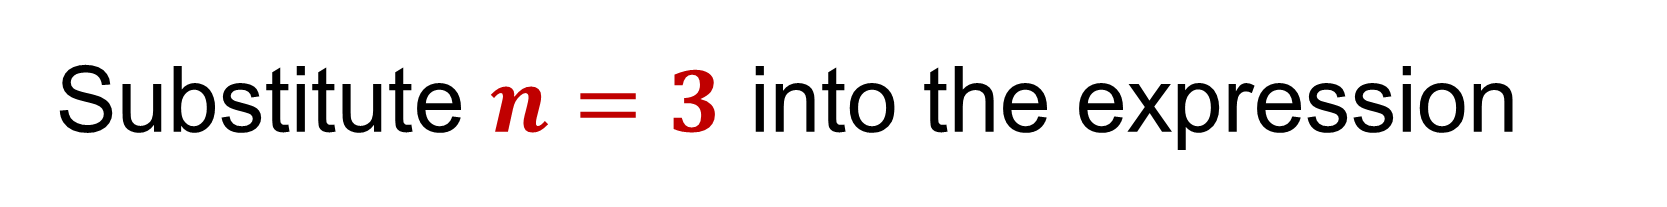 Substitute n = 3 into the expression